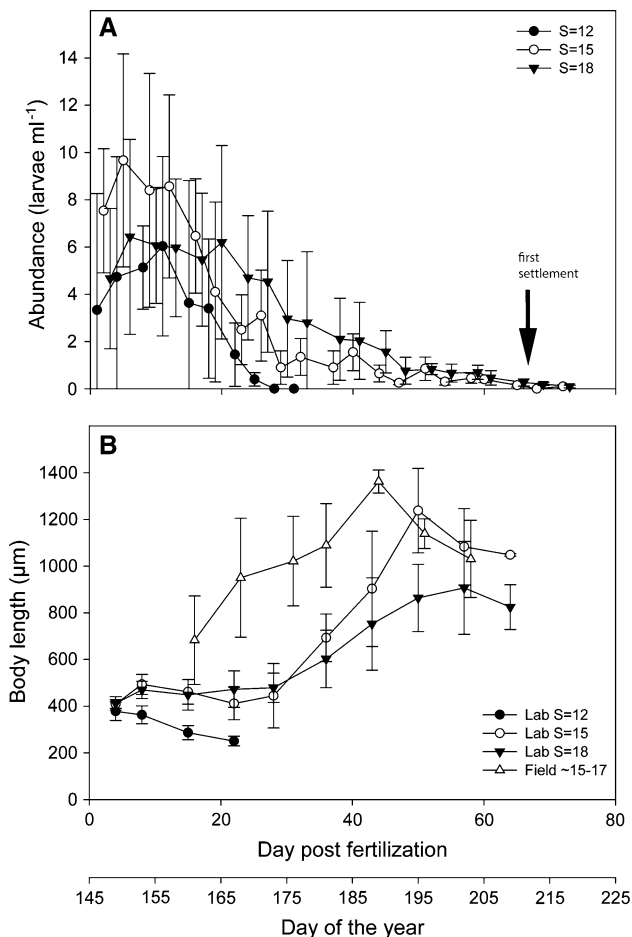 A
S=12
S=15
S=18
14
12
10
8
6
4
2
0
Abundance (larvae ml-1)
first
settlement
B
1400
1200
1000
800
600
400
200
0
Body length (µm)
Lab S=12
Lab S=15
Lab S=18
Field ~15-17
0 20 40 60 80
Day post fertilization
145 155 165 175 185 195 205 215 225
Day of the year